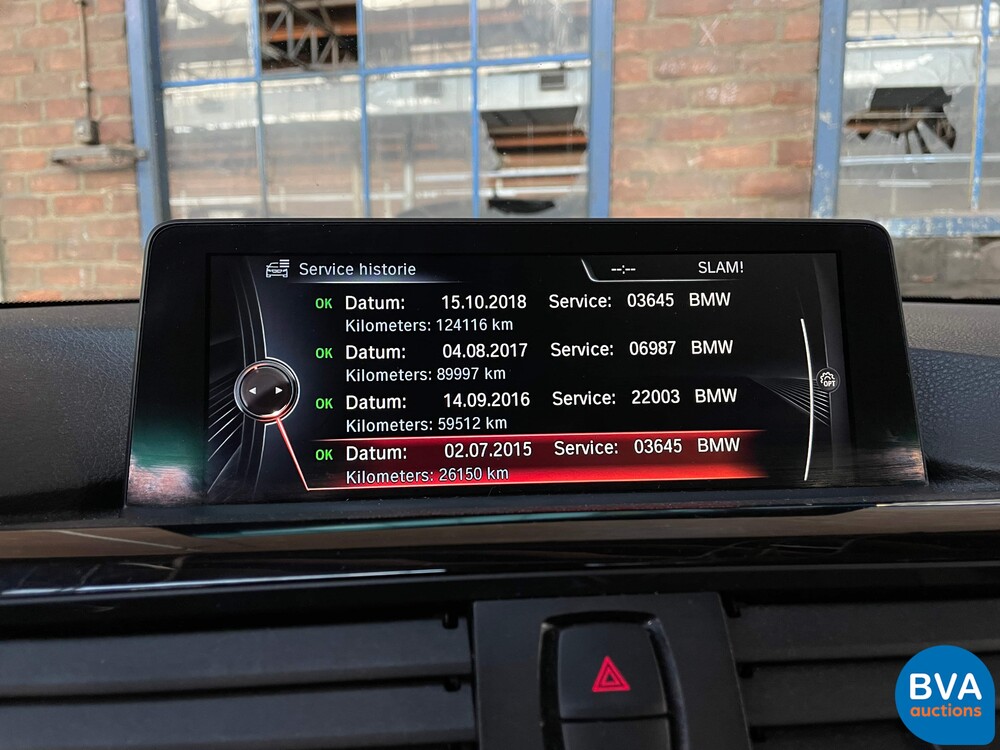 Service historie --:-- SLAM!
OK Datum: 15.10.2018 Service: 03645 BMW
Kilometers: 124116 km
OK Datum: 04.08.2017 Service: 06987 BMW
Kilometers: 89997 km
OK Datum: 14.09.2016 Service: 22003 BMW
Kilometers: 59512 km
OK Datum: 02.07.2015 Service: 03645 BMW
Kilometers: 26150 km
OPT
BVA
auctions